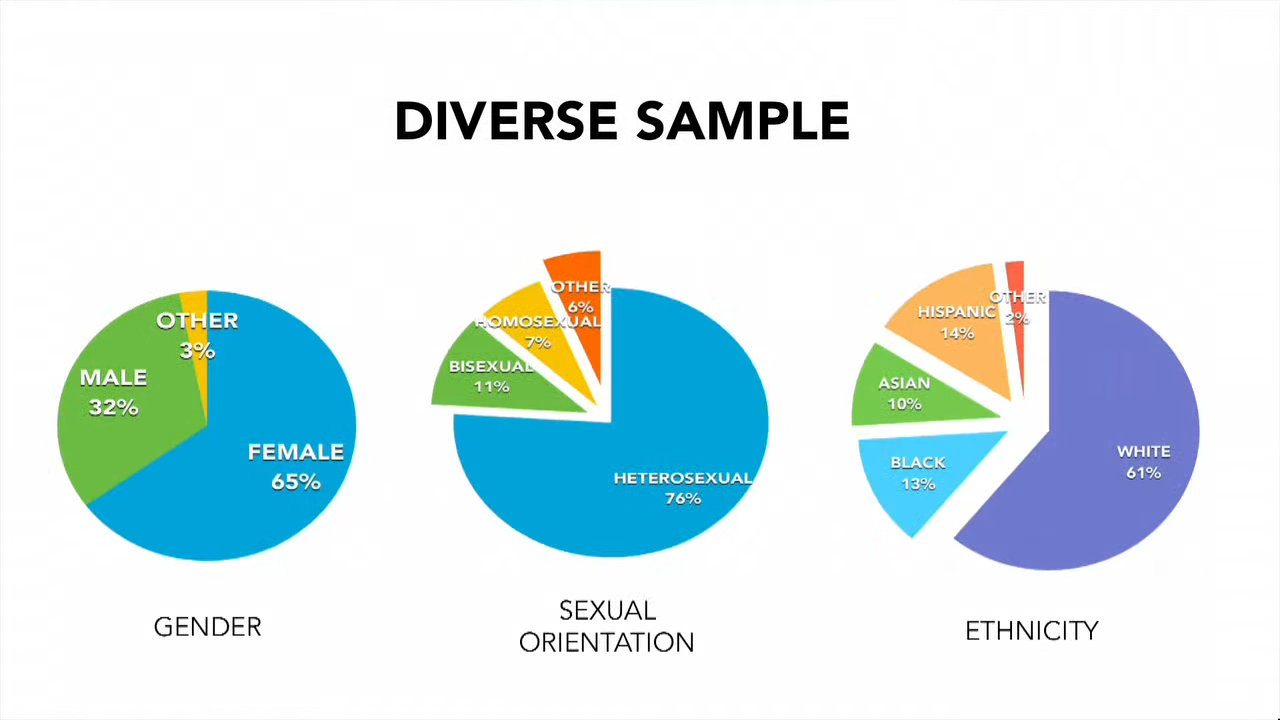 DIVERSE SAMPLE
OTHER
3%
MALE
32%
FEMALE
65%
GENDER
OTHER
6%
HOMOSEXUAL
7%
BISEXUAL
11%
HETEROSEXUAL
76%
SEXUAL
ORIENTATION
OTHER
2%
HISPANIC
14%
ASIAN
10%
BLACK
13%
WHITE
61%
ETHNICITY